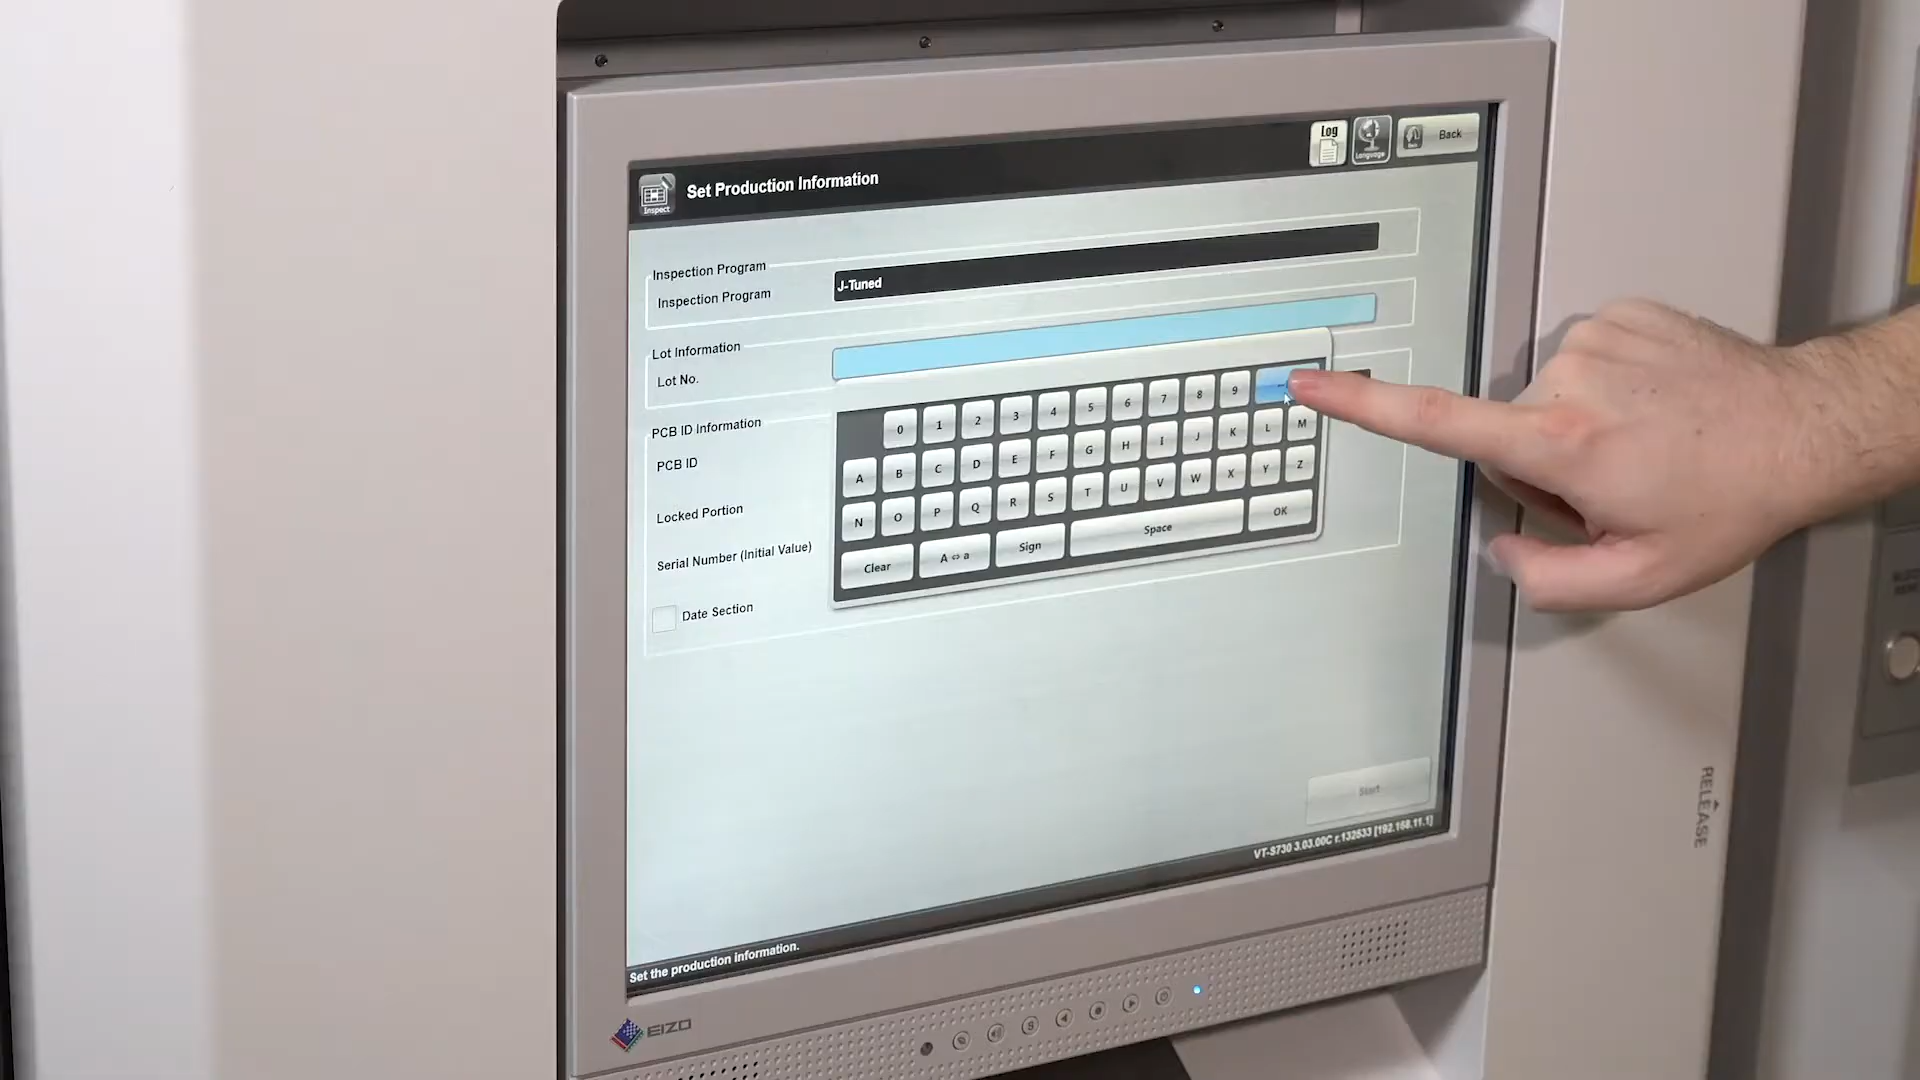 Log
Language
Back
Inspect
Set Production Information
Inspection Program
Inspection Program
J-Tuned
Lot Information
Lot No.
PCB ID Information
PCB ID
Locked Portion
Serial Number (Initial Value)
Date Section
0 1 2 3 4 5 6 7 8 9
A B C D E F G H I J K L M
N O P Q R S T U V W X Y Z
Clear A ⇔ a Sign Space OK
Start
VT-S730 3.03.00C r.132533 [192.168.11.1]
Set the production information.
EIZO
S
RELEASE